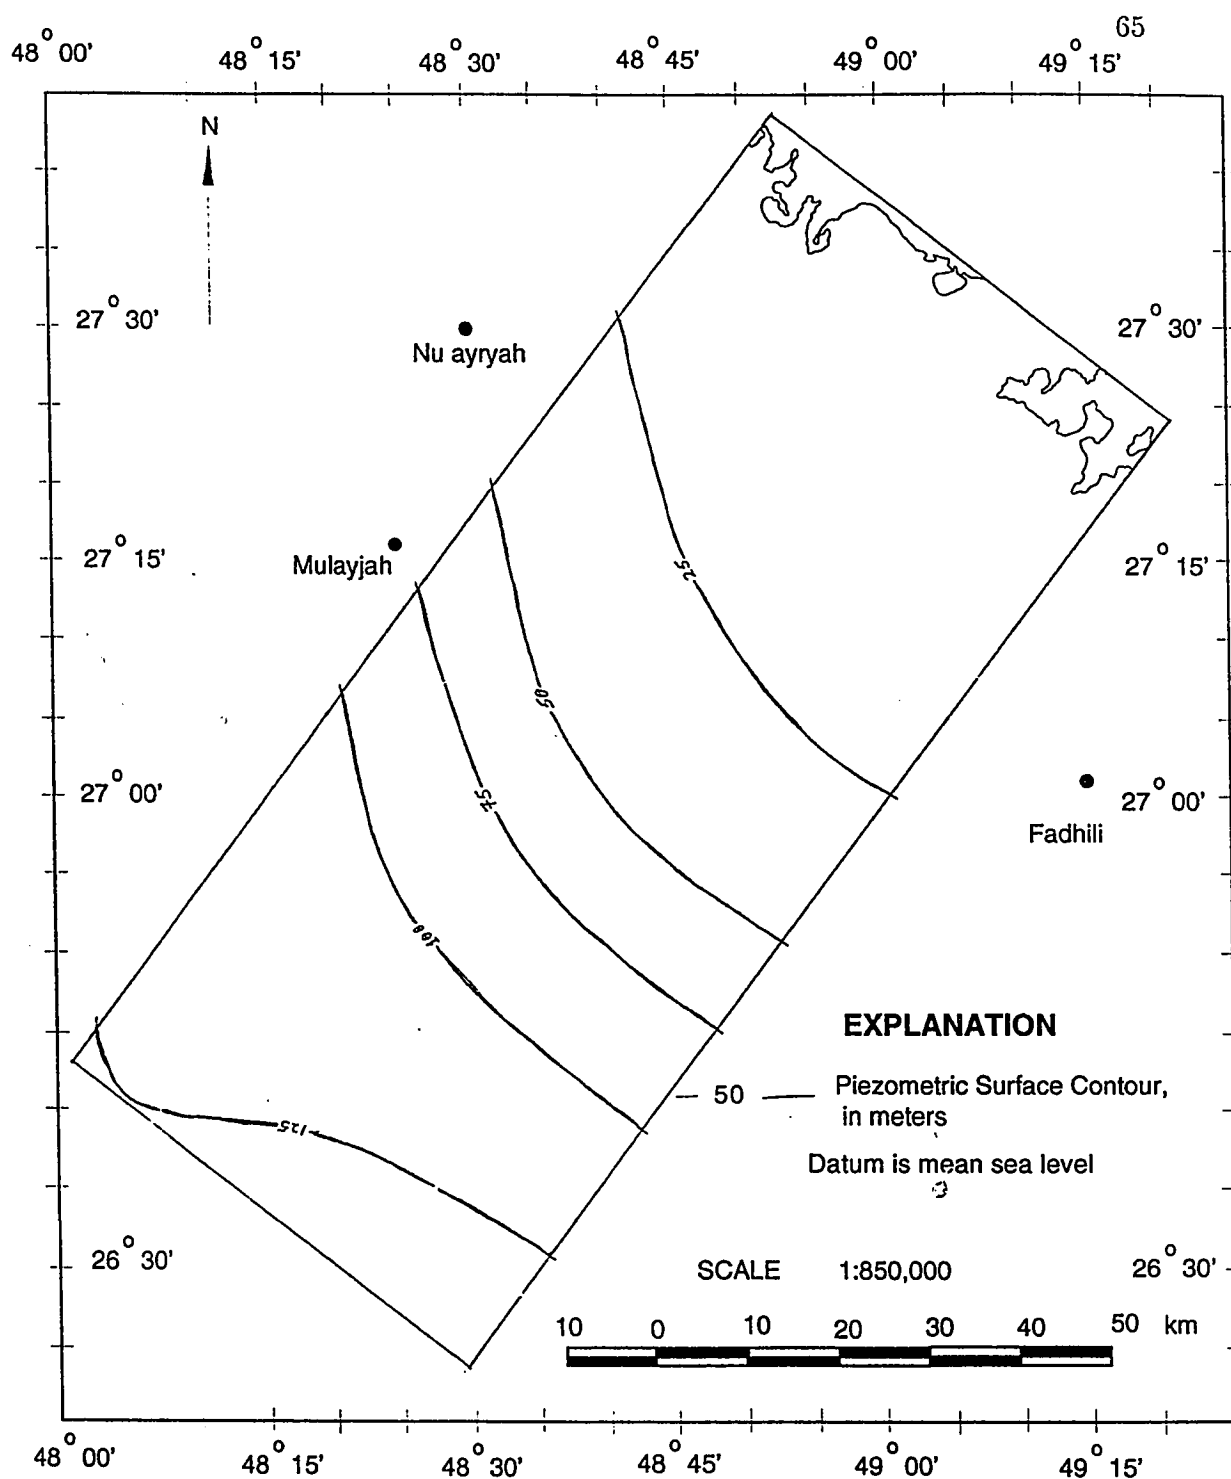 65
48° 00' 48° 15' 48° 30' 48° 45' 49° 00' 49° 15'
N
27° 30' 27° 30'
Nu ayryah
25
27° 15' 27° 15'
Mulayjah
50
75
27° 00' 27° 00'
Fadhili
100
EXPLANATION
— 50 — Piezometric Surface Contour,
in meters
125
Datum is mean sea level
26° 30' 26° 30'
SCALE 1:850,000
10 0 10 20 30 40 50 km
48° 00' 48° 15' 48° 30' 48° 45' 49° 00' 49° 15'